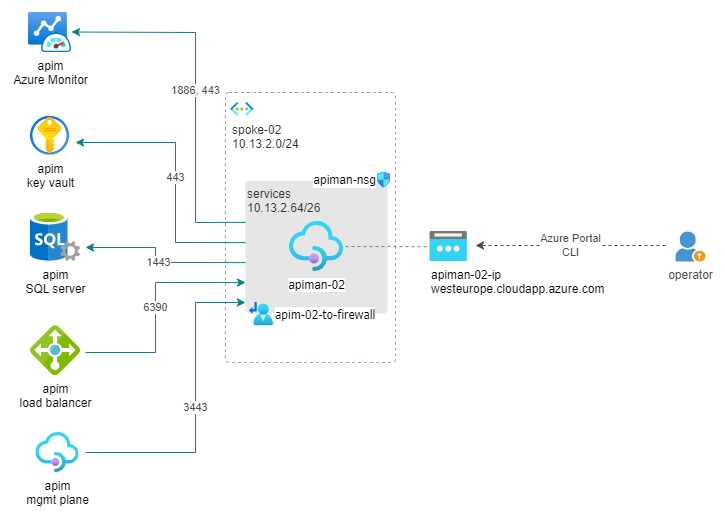 apim
Azure Monitor
1886, 443
spoke-02
10.13.2.0/24
apim
key vault
443
apiman-nsg
services
10.13.2.64/26
SQL
apim
SQL server
1443
apiman-02
Azure Portal
CLI
apiman-02-ip
westeurope.cloudapp.azure.com
operator
6390
apim-02-to-firewall
apim
load balancer
3443
apim
mgmt plane